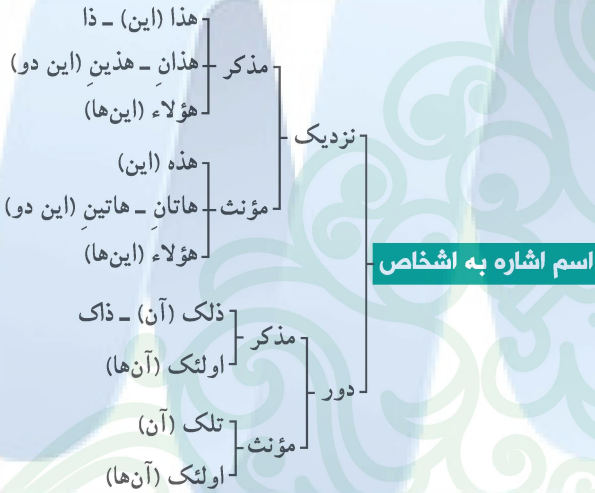 اسم اشاره به اشخاص
نزدیک
مذکر
هذا (این) ـ ذا
هذانِ ـ هذینِ (این دو)
هؤلاء (این‌ها)
مؤنث
هذه (این)
هاتانِ ـ هاتینِ (این دو)
هؤلاء (این‌ها)
دور
مذکر
ذلک (آن) ـ ذاک
اولئک (آن‌ها)
مؤنث
تلک (آن)
اولئک (آن‌ها)